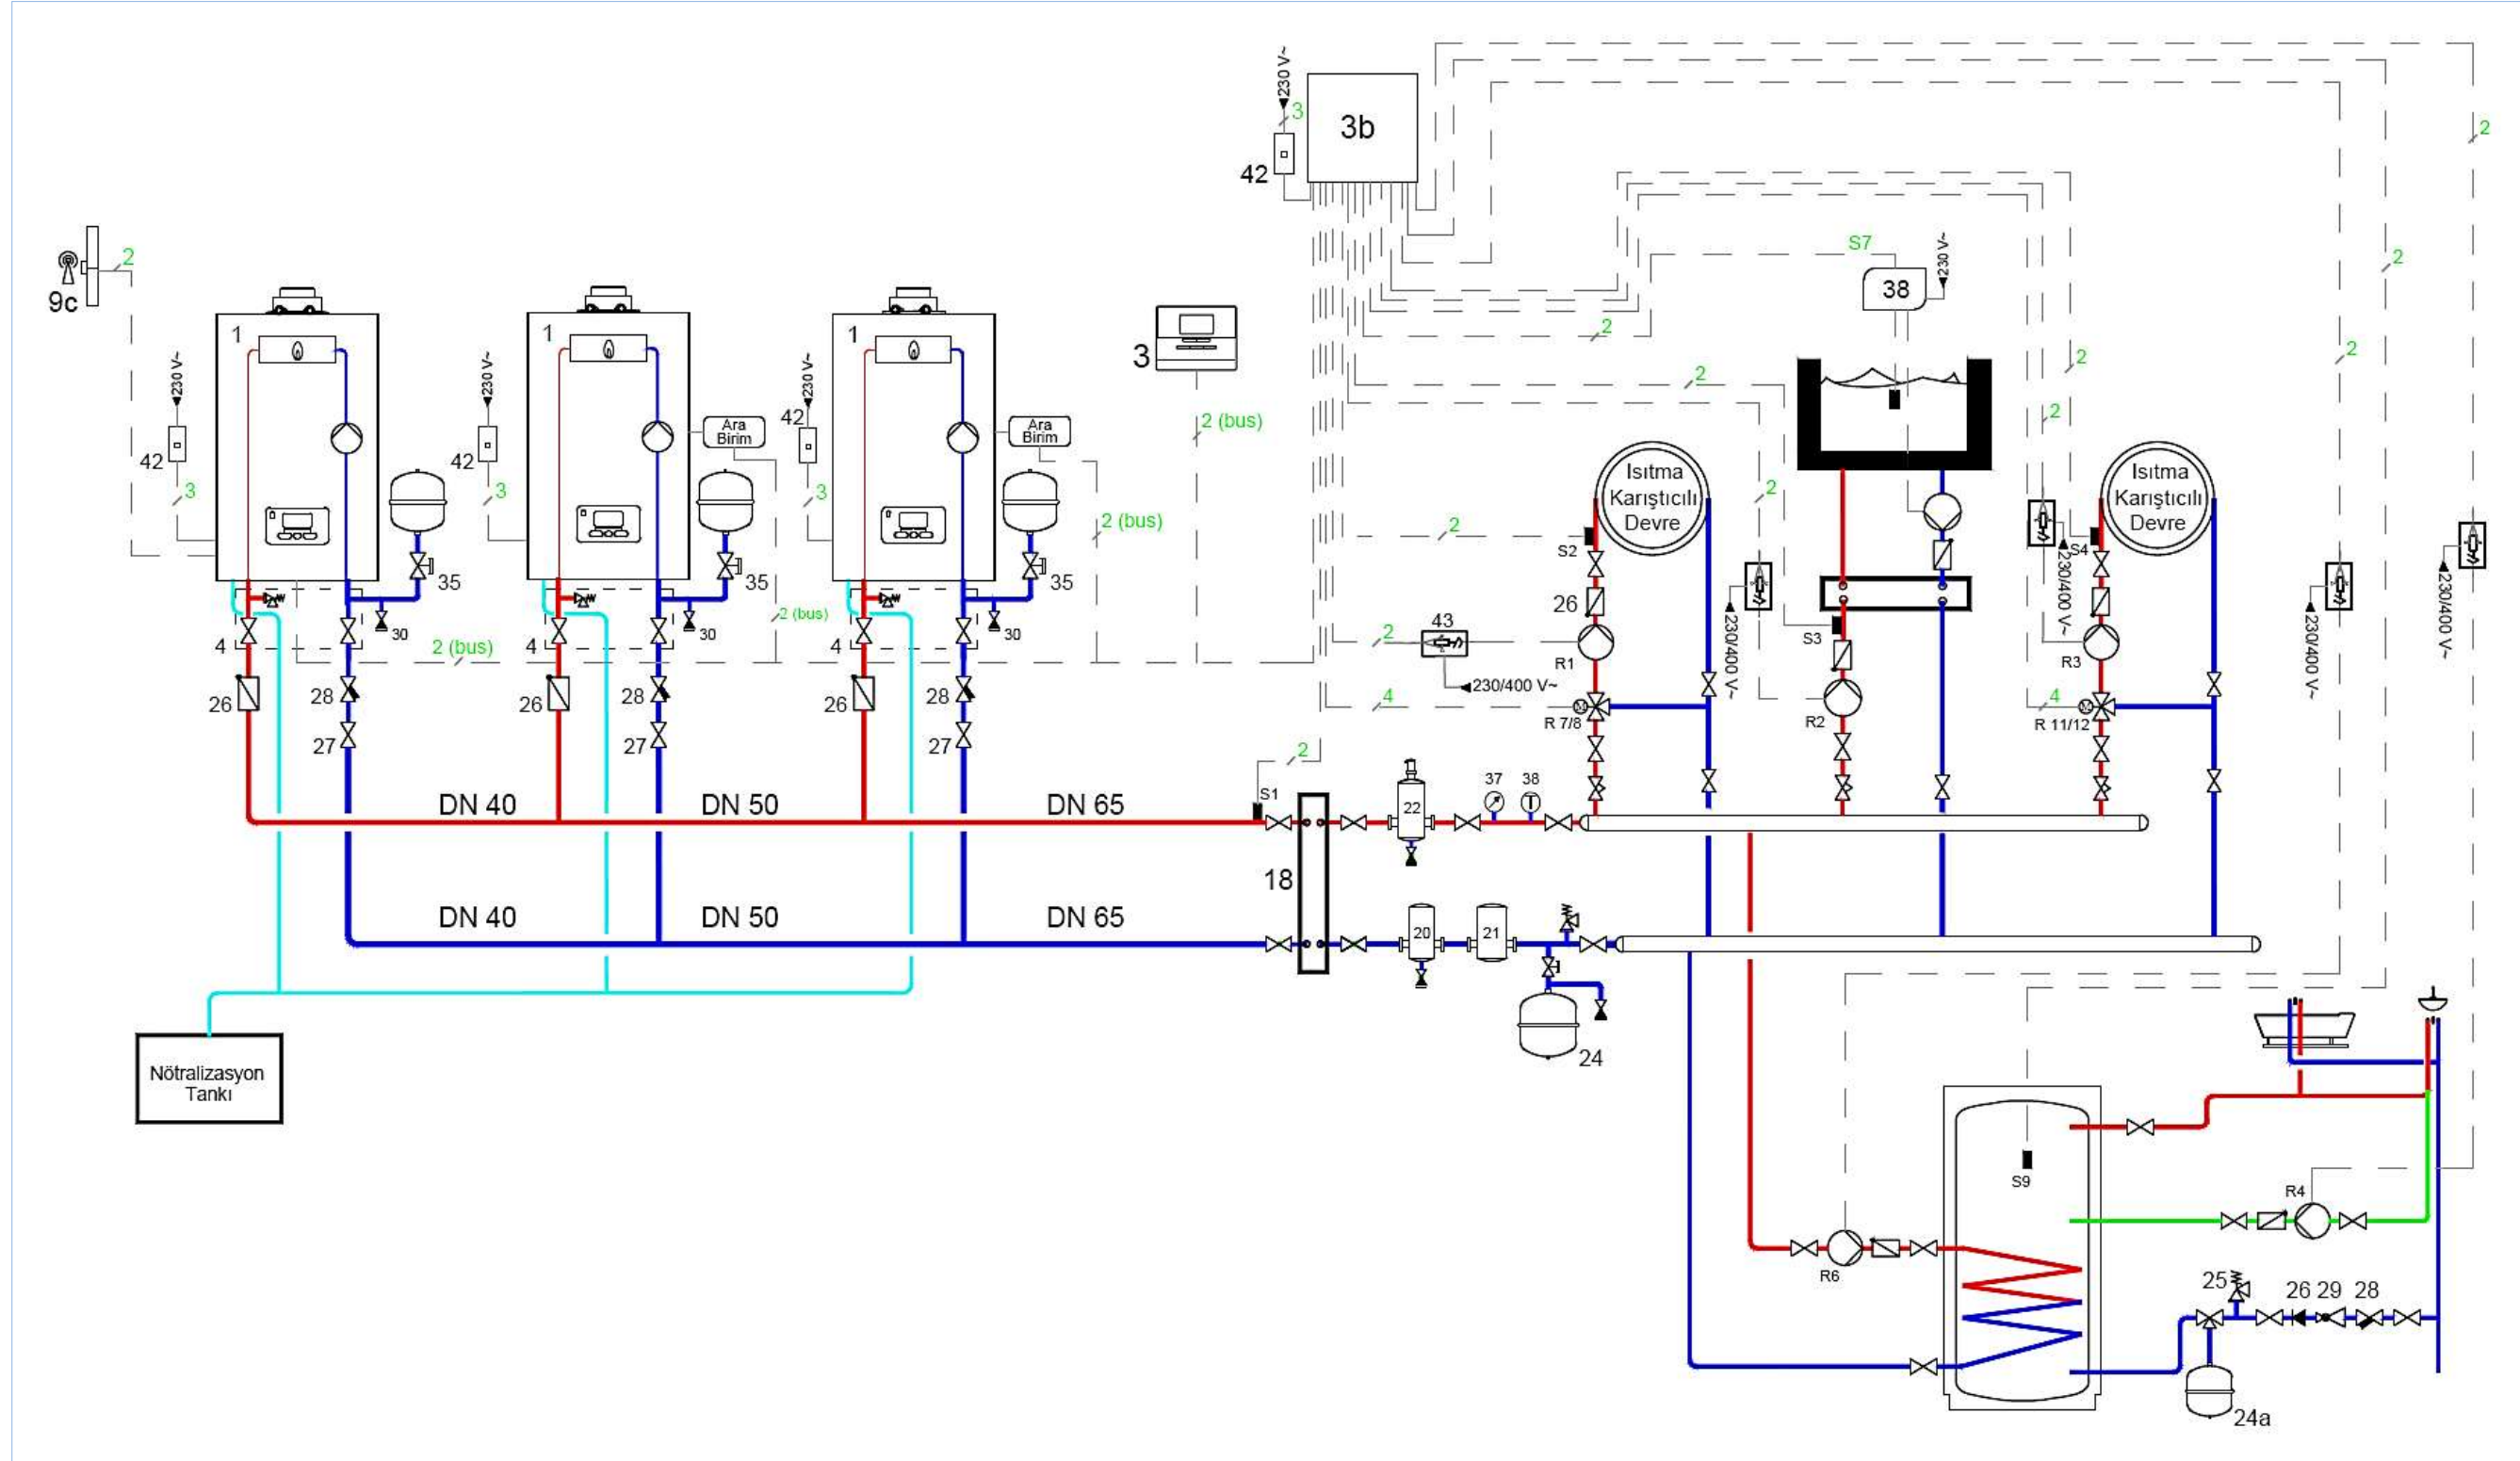 230 V~
3
3b
42
2
9c
2
S7
38
230 V~
2
2
2
1
230 V~
42
3
1
230 V~
42
3
Ara
Birim
1
230 V~
42
3
Ara
Birim
3
2 (bus)
2
2
2
2
2
35
30
4
35
30
4
35
30
4
2 (bus)
2 (bus)
2 (bus)
Isıtma
Karıştıcılı
Devre
Isıtma
Karıştıcılı
Devre
2
S2
26
2
43
R1
230/400 V~
4
R 7/8
230/400 V~
S3
R2
S4
230/400 V~
R3
4
R 11/12
230/400 V~
230/400 V~
26
28
27
26
28
27
26
28
27
2
S1
DN 40
DN 50
DN 65
22
37
38
18
DN 40
DN 50
DN 65
20
21
24
Nötralizasyon
Tankı
S9
R4
R6
25
26
29
28
24a